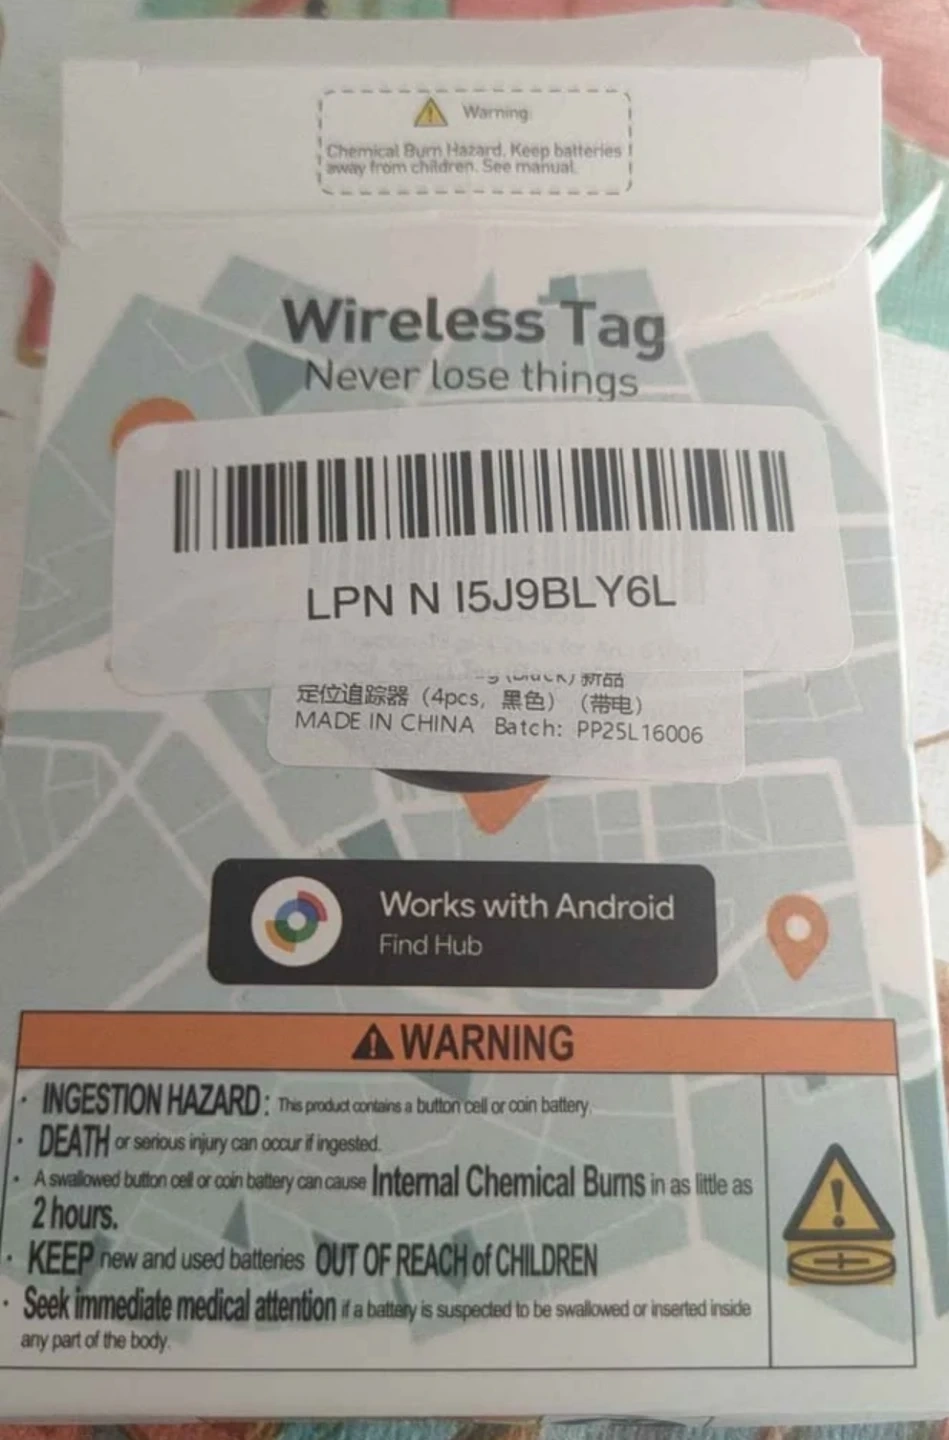 Warning
Chemical Burn Hazard. Keep batteries
away from children. See manual.
Wireless Tag
Never lose things
LPN N I5J9BLY6L
新品
定位追踪器（4pcs, 黑色）（带电）
MADE IN CHINA Batch: PP25L16006
Works with Android
Find Hub
WARNING
· INGESTION HAZARD: This product contains a button cell or coin battery.
· DEATH or serious injury can occur if ingested.
· A swallowed button cell or coin battery can cause Internal Chemical Burns in as little as
2 hours.
· KEEP new and used batteries OUT OF REACH of CHILDREN
· Seek immediate medical attention if a battery is suspected to be swallowed or inserted inside
any part of the body.